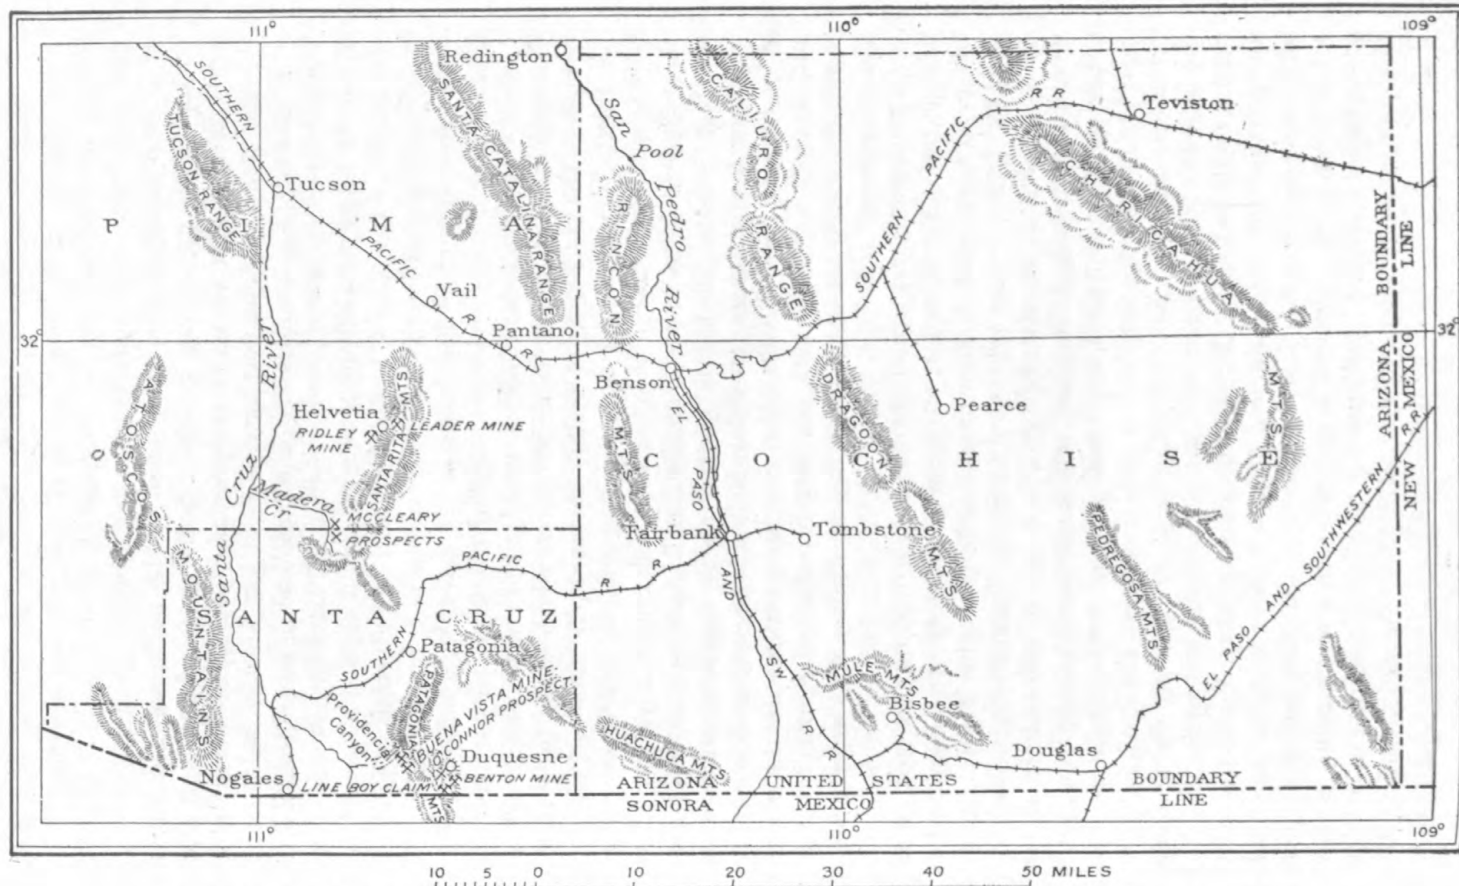 111°
110°
109°
Redington
SOUTHERN
TUCSON RANGE
SANTA CATALINA RANGE
San Pedro River
Pool
CALIURO RANGE
PACIFIC
R R
Teviston
CHIRICAHUA MTS
Tucson
P I M A
RINCON MTS
PACIFIC R R
SOUTHERN
BOUNDARY LINE
Vail
Pantano
32°
32°
Benson
ARIZONA
NEW MEXICO
Santa Cruz River
ATOSCO
Helvetia
RIDLEY MINE
LEADER MINE
SANTA RITA MTS
EL PASO AND SW R R
DRAGOON MTS
Pearce
C O C H I S E
Madera Cr
MCCLEARY PROSPECTS
Fairbank
Tombstone
PEDREGOSA MTS
EL PASO AND SOUTHWESTERN R R
MOUNTAINS
SANTA CRUZ
SOUTHERN PACIFIC R R
Patagonia
PATAGONIA MTS
BUENA VISTA MINE
O'CONNOR PROSPECT
Providencia Canyon
MULE MTS
Bisbee
Duquesne
BENTON MINE
HUACHUCA MTS
Douglas
Nogales
LINE BOY CLAIM
ARIZONA
UNITED STATES
BOUNDARY
SONORA
MEXICO
LINE
111°
110°
109°
10 5 0 10 20 30 40 50 MILES